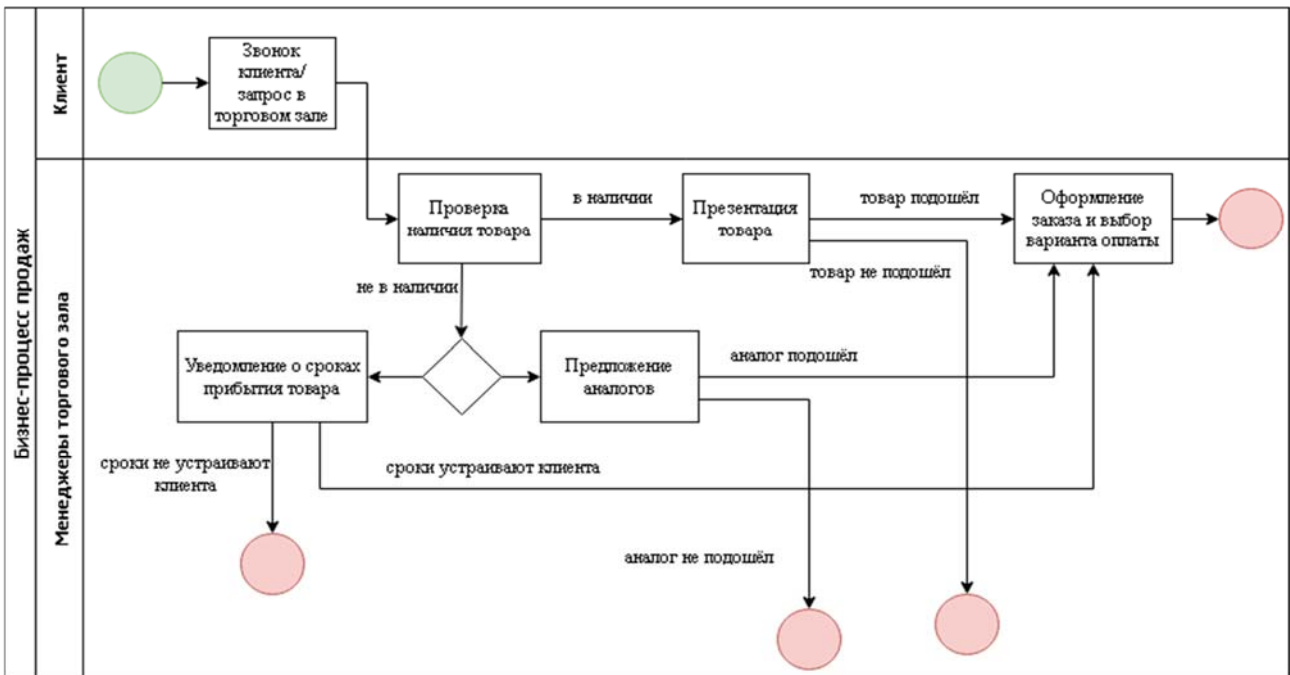 Бизнес-процесс продаж
Клиент
Звонок
клиента/
запрос в
торговом зале
Менеджеры торгового зала
Проверка
наличия товара
в наличии
Презентация
товара
товар подошёл
Оформление
заказа и выбор
варианта оплаты
товар не подошёл
не в наличии
Уведомление о сроках
прибытия товара
Предложение
аналогов
аналог подошёл
сроки не устраивают
клиента
сроки устраивают клиента
аналог не подошёл